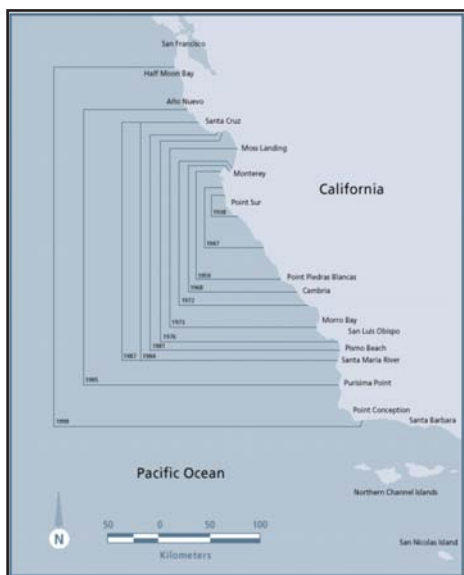 San Francisco
Half Moon Bay
Año Nuevo
Santa Cruz
Moss Landing
Monterey
California
Point Sur
1938
1947
1959
Point Piedras Blancas
1968
Cambria
1972
Morro Bay
1973
San Luis Obispo
1976
1981
Pismo Beach
1987
1984
Santa Maria River
1995
Purisima Point
Point Conception
1998
Santa Barbara
Pacific Ocean
Northern Channel Islands
50 0 50 100
N
Kilometers
San Nicolas Island